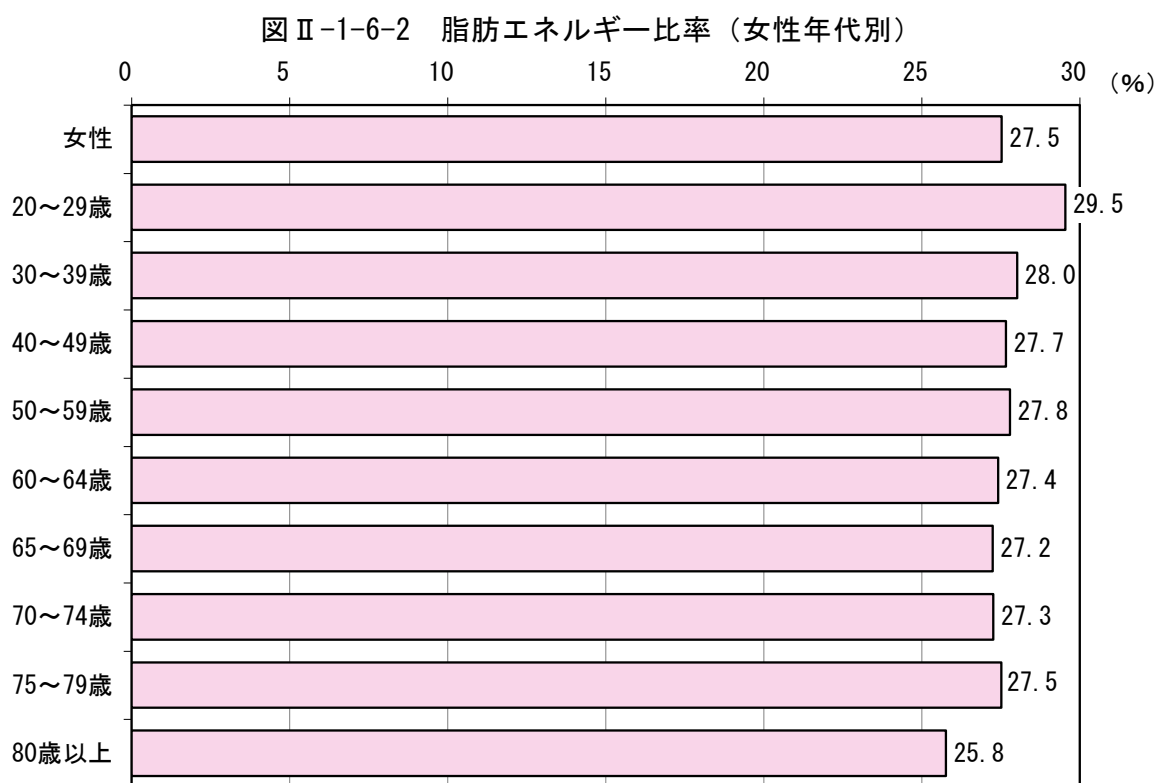 図Ⅱ-1-6-2 脂肪エネルギー比率（女性年代別）
0 5 10 15 20 25 30 (%)
女性 27.5
20～29歳 29.5
30～39歳 28.0
40～49歳 27.7
50～59歳 27.8
60～64歳 27.4
65～69歳 27.2
70～74歳 27.3
75～79歳 27.5
80歳以上 25.8